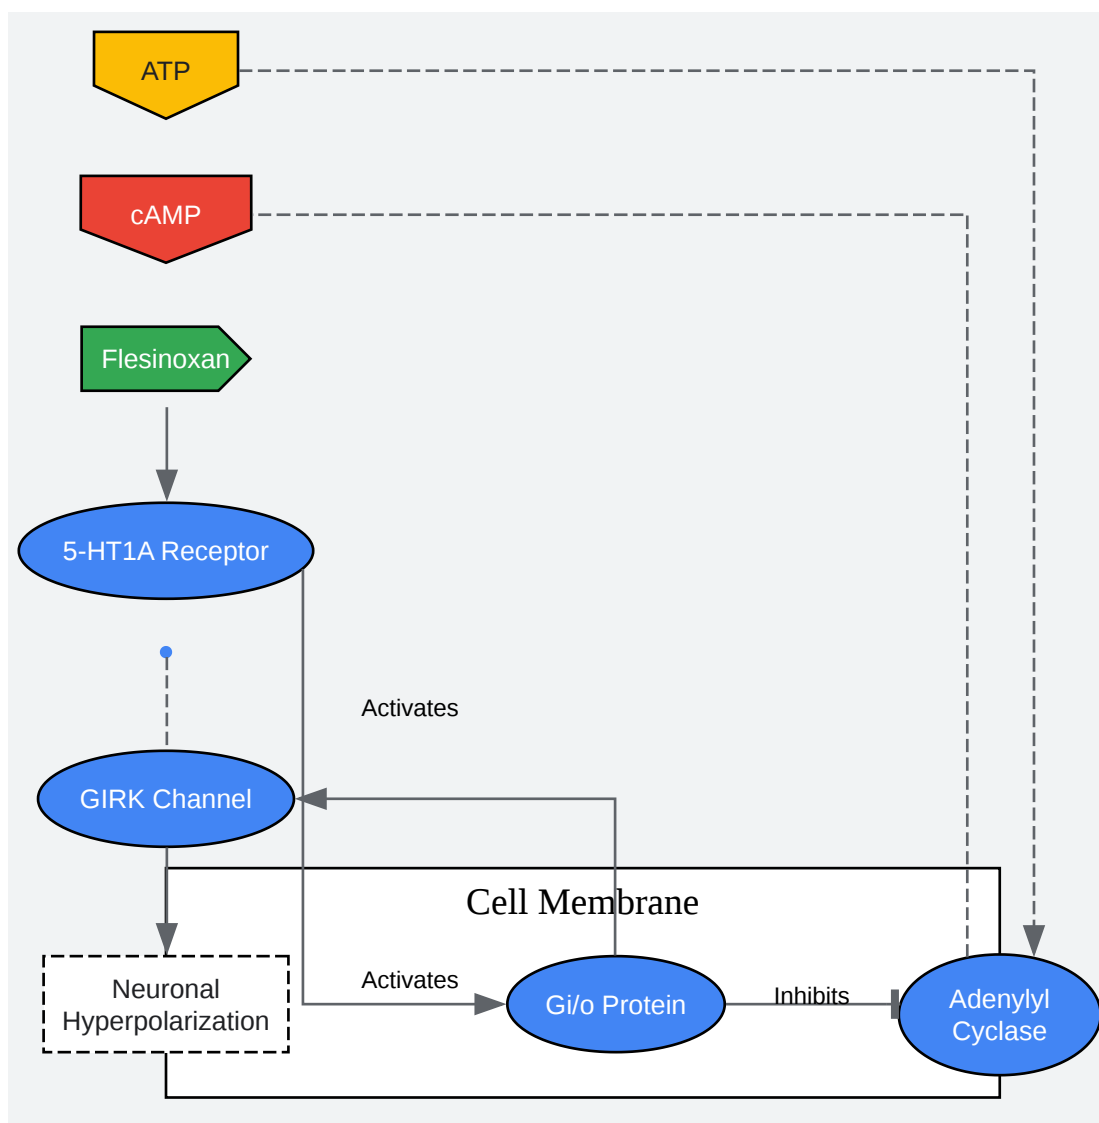 ATP
cAMP
Flesinoxan
5-HT1A Receptor
Activates
GIRK Channel
Cell Membrane
Neuronal
Hyperpolarization
Activates
Gi/o Protein
Inhibits
Adenylyl
Cyclase